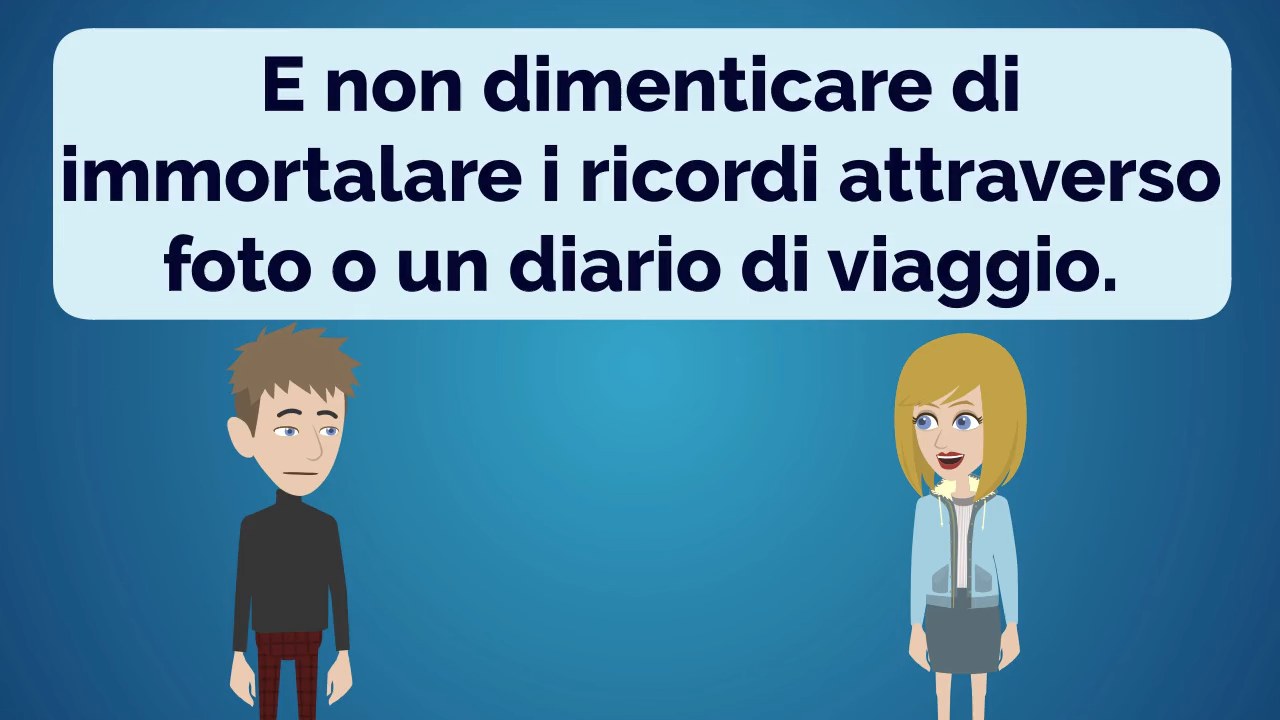 E non dimenticare di
immortalare i ricordi attraverso
foto o un diario di viaggio.